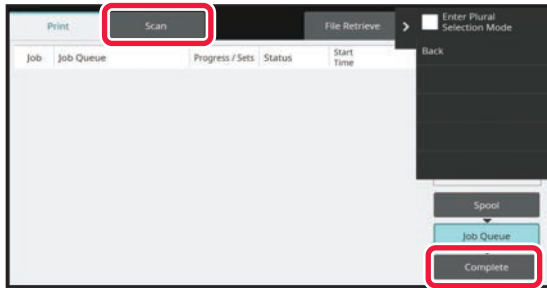 Print
Scan
File Retrieve
Enter Plural
Selection Mode
Back
Job
Job Queue
Progress / Sets
Status
Start
Time
Spool
Job Queue
Complete